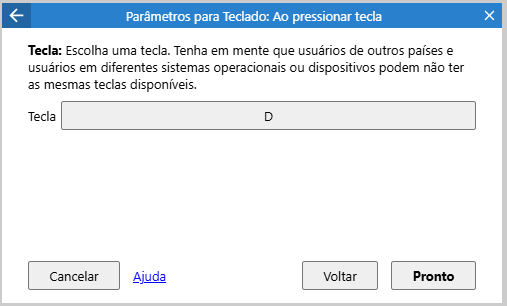 Parâmetros para Teclado: Ao pressionar tecla
Tecla: Escolha uma tecla. Tenha em mente que usuários de outros países e
usuários em diferentes sistemas operacionais ou dispositivos podem não ter
as mesmas teclas disponíveis.
Tecla D
Cancelar Ajuda Voltar Pronto